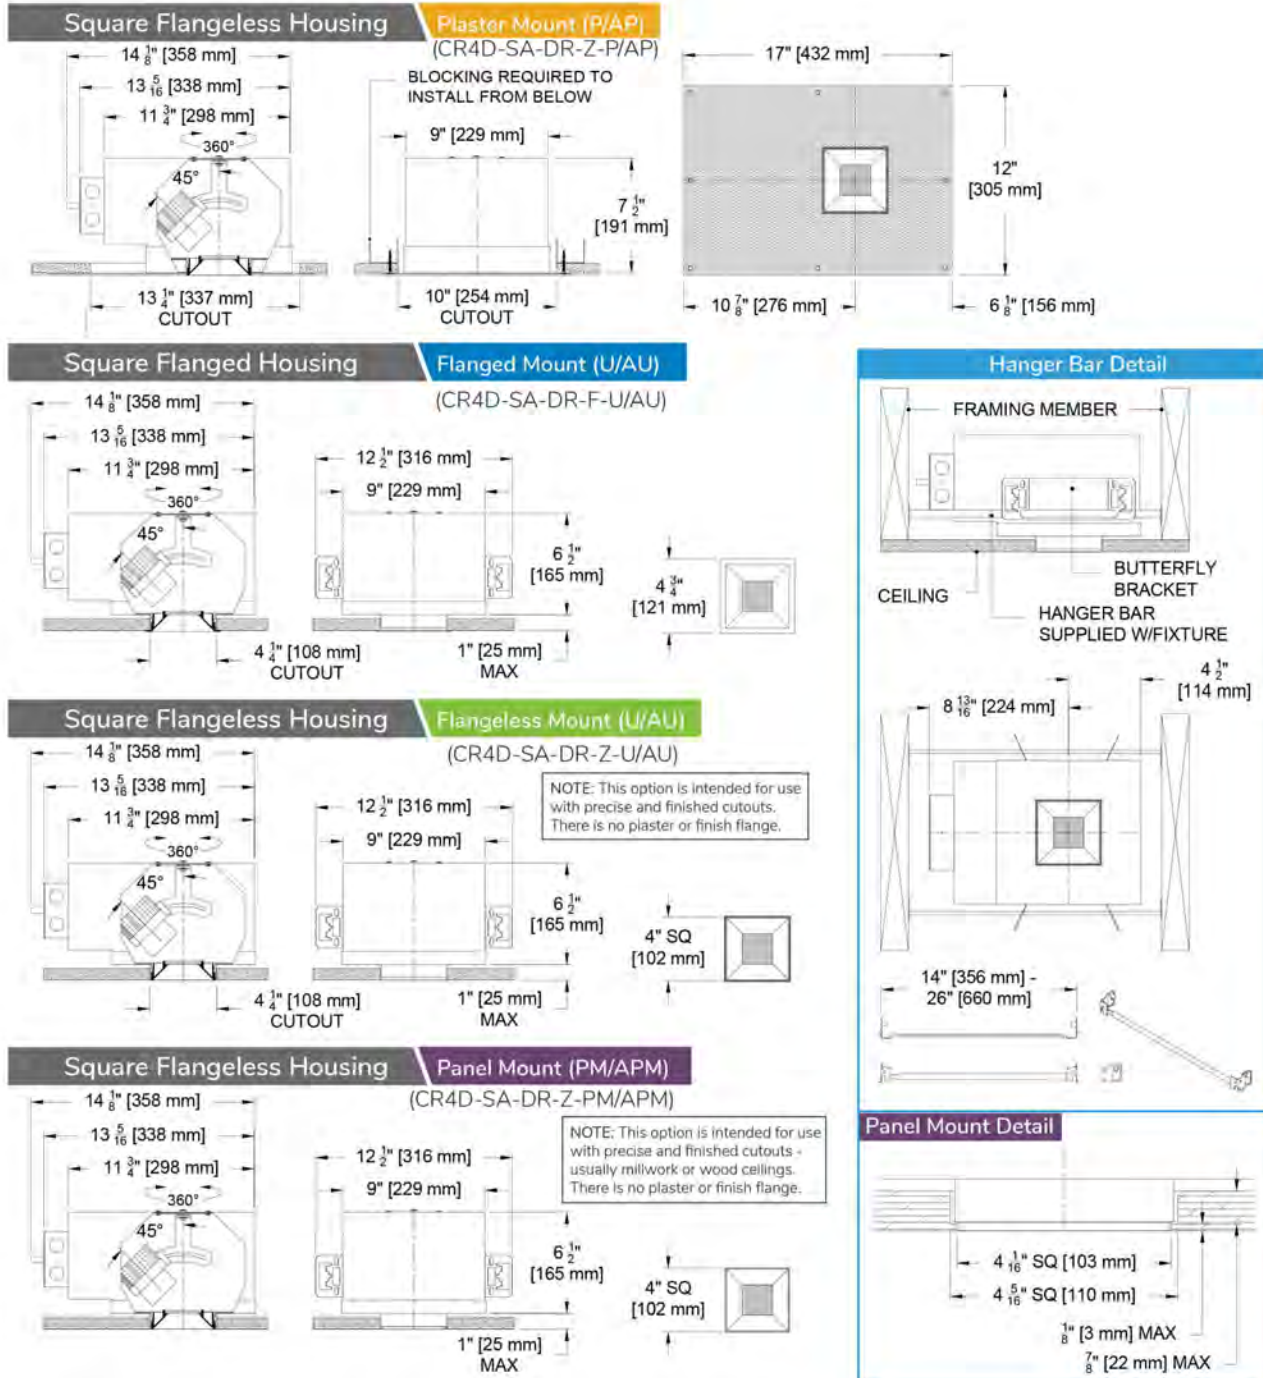 Square Flangeless Housing
Plaster Mount (P/AP)
(CR4D-SA-DR-Z-P/AP)
14 1/8" [358 mm]
13 5/16 [338 mm]
11 3/4" [298 mm]
360°
45°
13 1/4" [337 mm]
CUTOUT
BLOCKING REQUIRED TO
INSTALL FROM BELOW
9" [229 mm]
7 1/2"
[191 mm]
10" [254 mm]
CUTOUT
17" [432 mm]
12"
[305 mm]
10 7/8" [276 mm]
6 1/8" [156 mm]
Square Flanged Housing
Flanged Mount (U/AU)
(CR4D-SA-DR-F-U/AU)
14 1/8" [358 mm]
13 5/16 [338 mm]
11 3/4" [298 mm]
360°
45°
4 1/4" [108 mm]
CUTOUT
12 1/2" [316 mm]
9" [229 mm]
6 1/2"
[165 mm]
1" [25 mm]
MAX
4 3/4"
[121 mm]
Square Flangeless Housing
Flangeless Mount (U/AU)
(CR4D-SA-DR-Z-U/AU)
14 1/8" [358 mm]
13 5/16 [338 mm]
11 3/4" [298 mm]
360°
45°
4 1/4" [108 mm]
CUTOUT
NOTE: This option is intended for use
with precise and finished cutouts.
There is no plaster or finish flange.
12 1/2" [316 mm]
9" [229 mm]
6 1/2"
[165 mm]
1" [25 mm]
MAX
4" SQ
[102 mm]
Square Flangeless Housing
Panel Mount (PM/APM)
(CR4D-SA-DR-Z-PM/APM)
14 1/8" [358 mm]
13 5/16 [338 mm]
11 3/4" [298 mm]
360°
45°
NOTE: This option is intended for use
with precise and finished cutouts -
usually millwork or wood ceilings.
There is no plaster or finish flange.
12 1/2" [316 mm]
9" [229 mm]
6 1/2"
[165 mm]
1" [25 mm]
MAX
4" SQ
[102 mm]
Hanger Bar Detail
FRAMING MEMBER
CEILING
BUTTERFLY
BRACKET
HANGER BAR
SUPPLIED W/FIXTURE
4 1/2"
[114 mm]
8 13/16" [224 mm]
14" [356 mm] -
26" [660 mm]
Panel Mount Detail
4 1/16" SQ [103 mm]
4 5/16" SQ [110 mm]
1/8" [3 mm] MAX
7/8" [22 mm] MAX